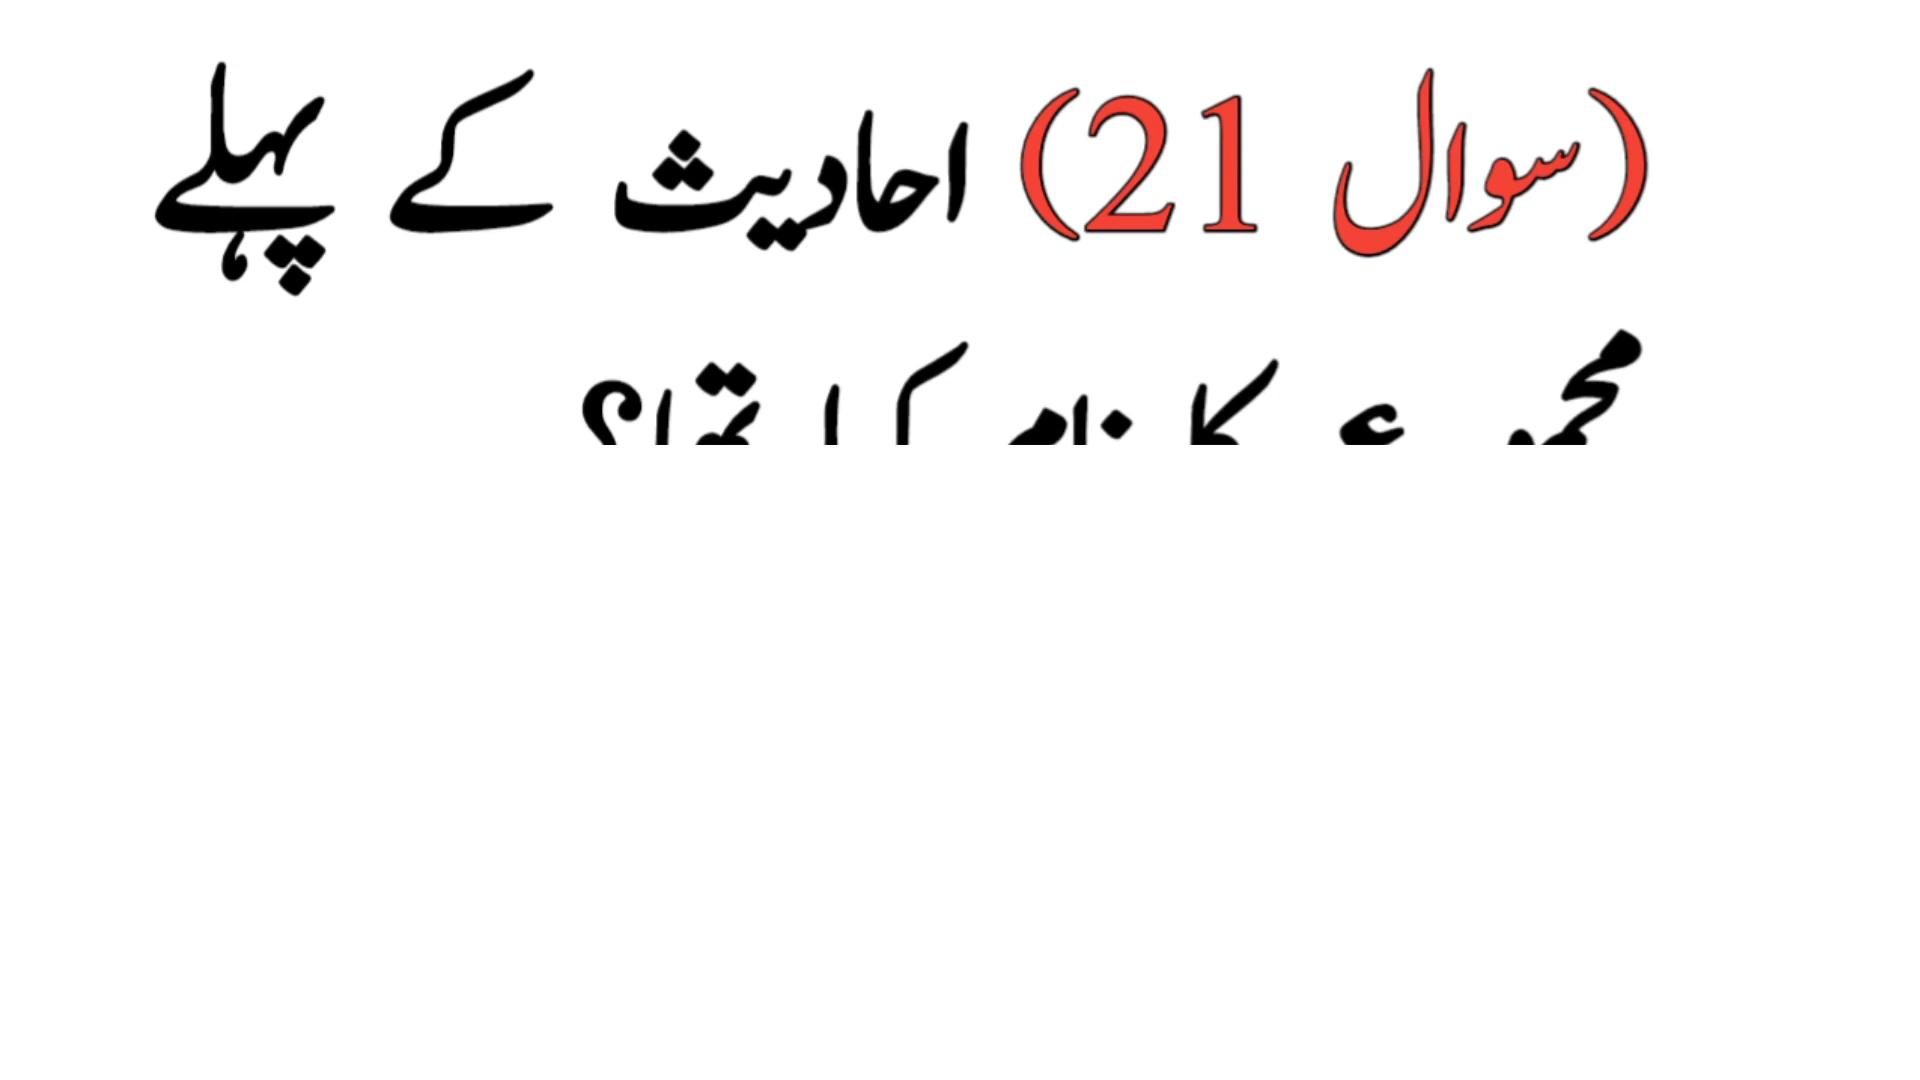 (سوال 21) احادیث کے پہلے
مجموعے کا نام کیا تھا؟